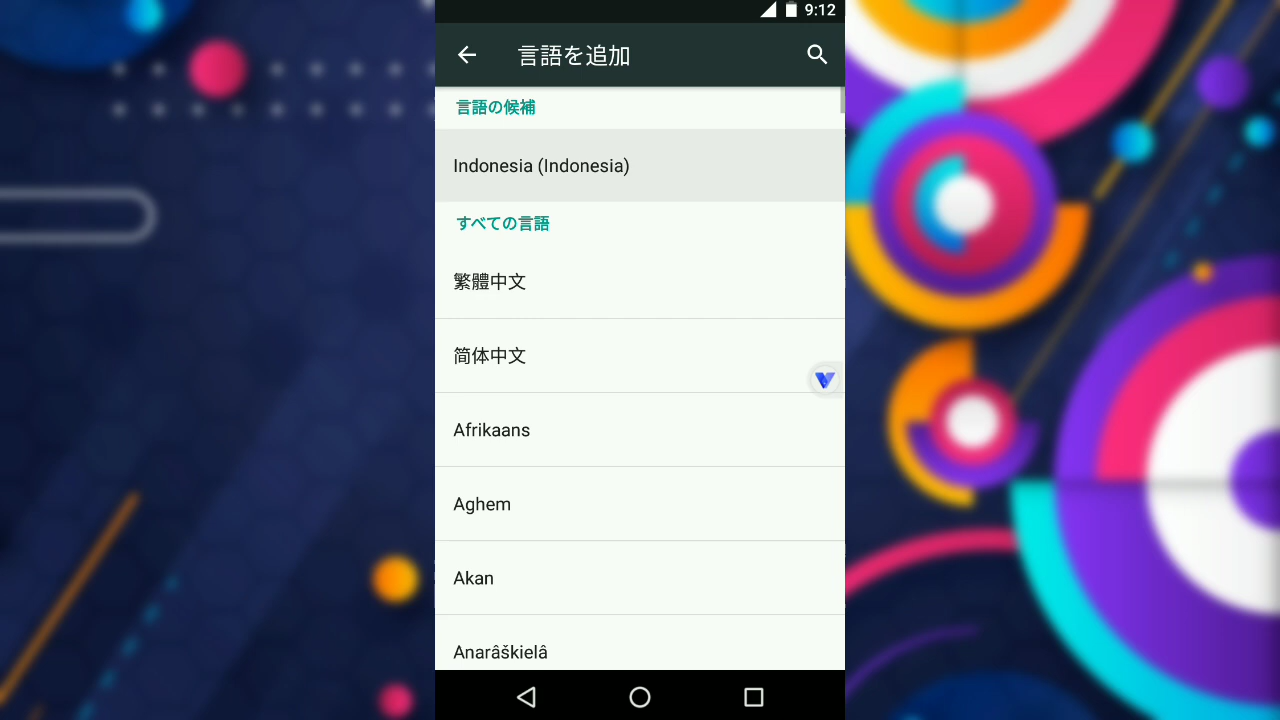 9:12
言語を追加
言語の候補
Indonesia (Indonesia)
すべての言語
繁體中文
简体中文
Afrikaans
Aghem
Akan
Anarâškielâ